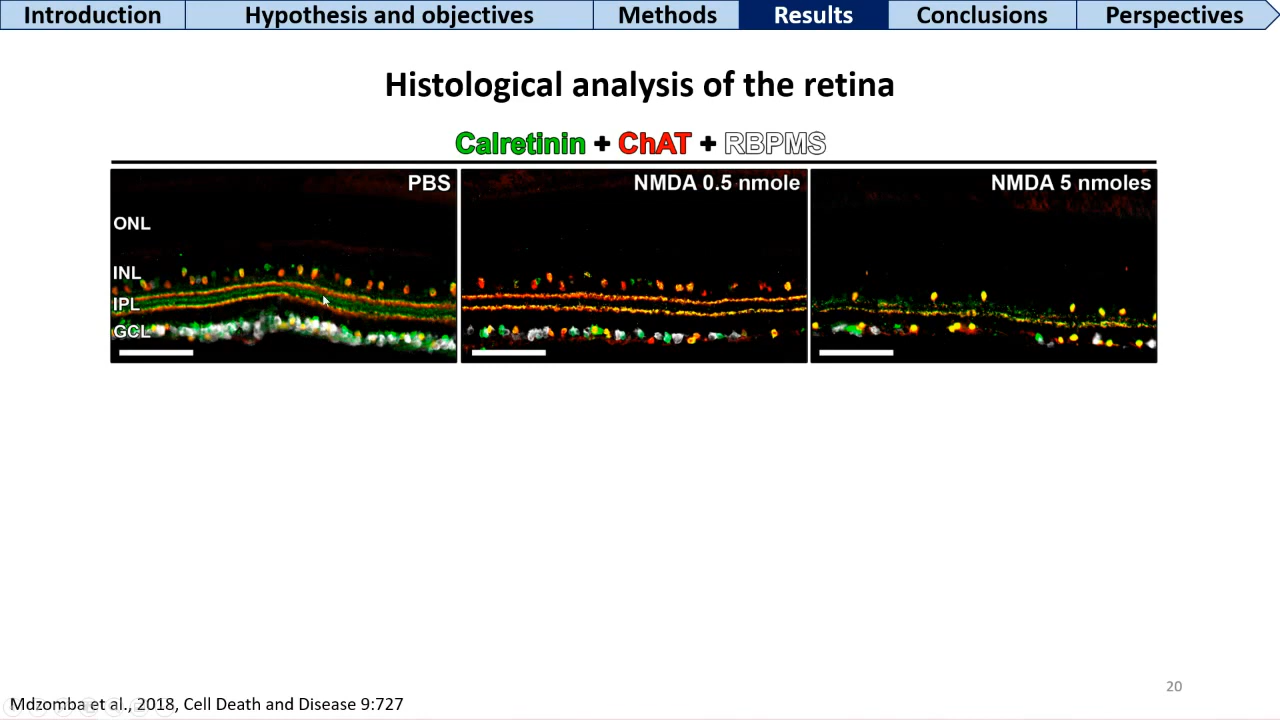 Introduction Hypothesis and objectives Methods Results Conclusions Perspectives
Histological analysis of the retina
Calretinin + ChAT + RBPMS
PBS NMDA 0.5 nmole NMDA 5 nmoles
ONL
INL
IPL
GCL
20
Mdzomba et al., 2018, Cell Death and Disease 9:727